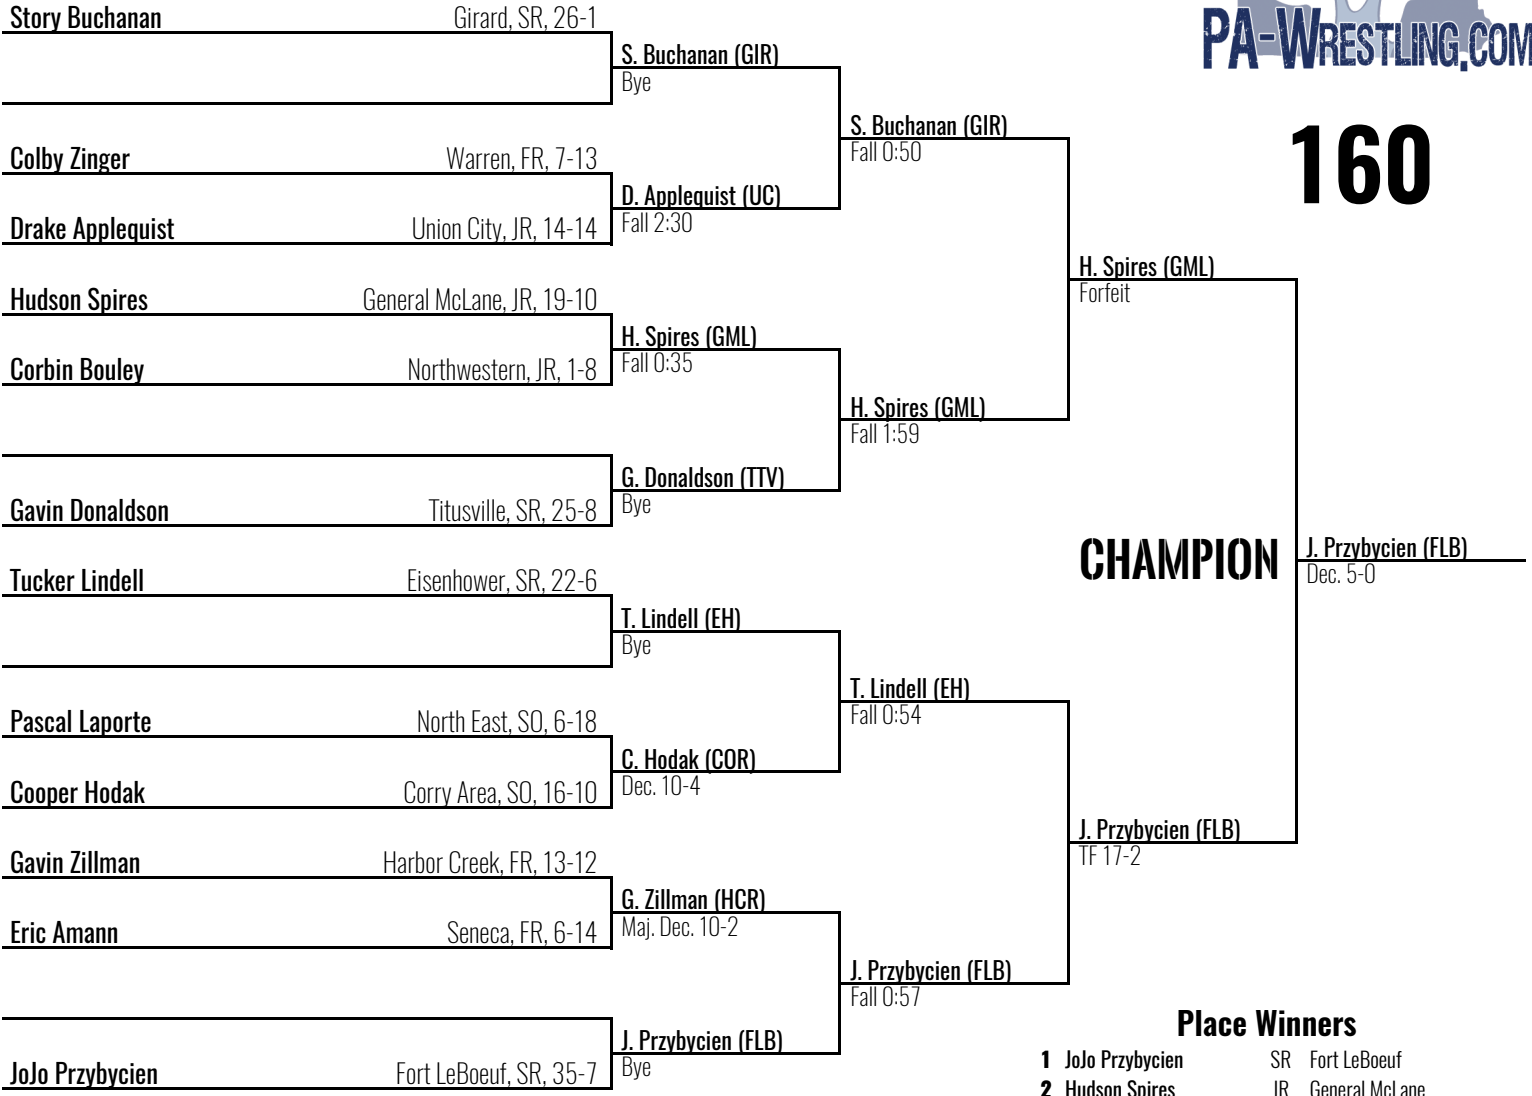 Story Buchanan Girard, SR, 26-1
PA-WRESTLING.COM
S. Buchanan (GIR)
Bye
S. Buchanan (GIR)
Fall 0:50
160
Colby Zinger Warren, FR, 7-13
D. Applequist (UC)
Fall 2:30
Drake Applequist Union City, JR, 14-14
H. Spires (GML)
Forfeit
Hudson Spires General McLane, JR, 19-10
H. Spires (GML)
Fall 0:35
Corbin Bouley Northwestern, JR, 1-8
H. Spires (GML)
Fall 1:59
G. Donaldson (TTV)
Bye
Gavin Donaldson Titusville, SR, 25-8
CHAMPION
J. Przybycien (FLB)
Dec. 5-0
Tucker Lindell Eisenhower, SR, 22-6
T. Lindell (EH)
Bye
T. Lindell (EH)
Fall 0:54
Pascal Laporte North East, SO, 6-18
C. Hodak (COR)
Dec. 10-4
Cooper Hodak Corry Area, SO, 16-10
J. Przybycien (FLB)
TF 17-2
Gavin Zillman Harbor Creek, FR, 13-12
G. Zillman (HCR)
Maj. Dec. 10-2
Eric Amann Seneca, FR, 6-14
J. Przybycien (FLB)
Fall 0:57
J. Przybycien (FLB)
Bye
JoJo Przybycien Fort LeBoeuf, SR, 35-7
Place Winners
1 JoJo Przybycien SR Fort LeBoeuf
2 Hudson Spires JR General McLane